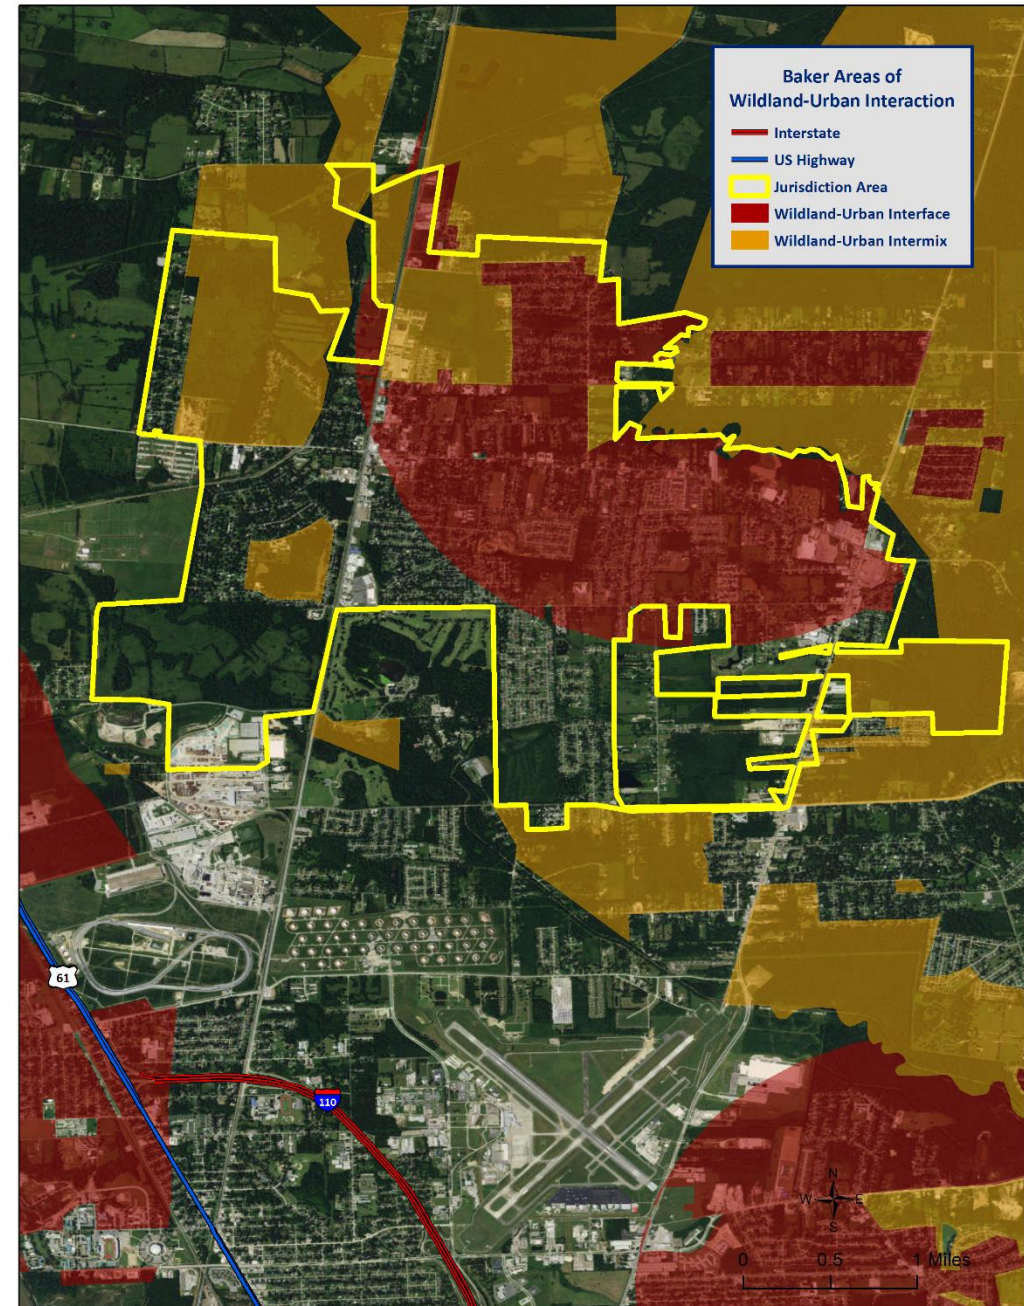 Baker Areas of
Wildland-Urban Interaction
Interstate
US Highway
Jurisdiction Area
Wildland-Urban Interface
Wildland-Urban Intermix
61
110
N
W E
S
0 0.5 1 Miles